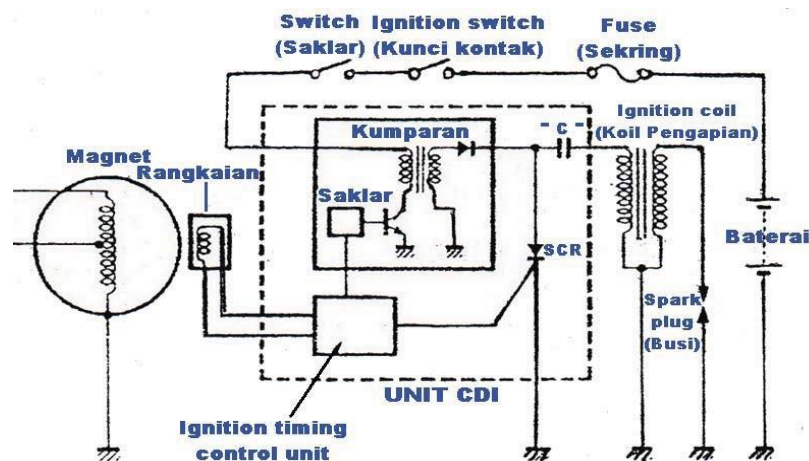 Switch
(Saklar)
Ignition switch
(Kunci kontak)
Fuse
(Sekring)
Kumparan
- C -
Ignition coil
(Koil Pengapian)
Magnet
Rangkaian
Saklar
SCR
Baterai
Spark
plug
(Busi)
UNIT CDI
Ignition timing
control unit